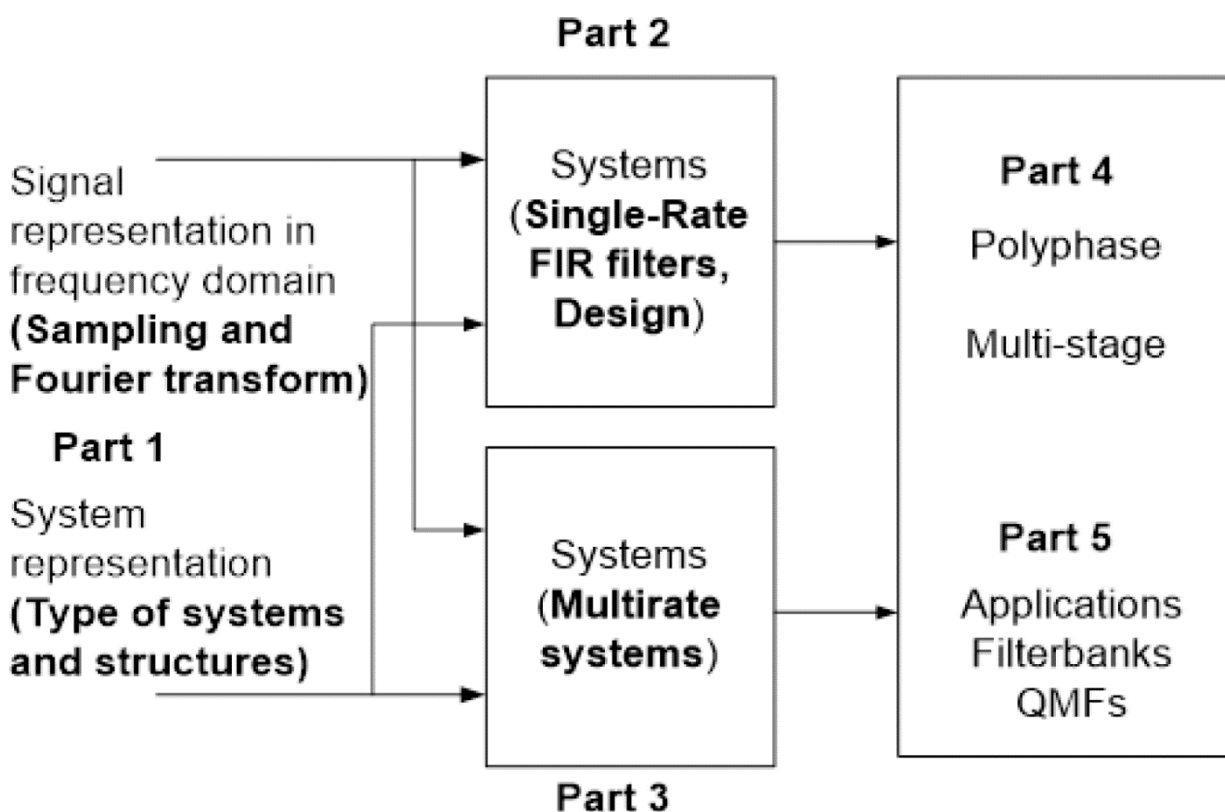 Part 2
Signal
representation in
frequency domain
(Sampling and
Fourier transform)
Part 1
System
representation
(Type of systems
and structures)
Systems
(Single-Rate
FIR filters,
Design)
Systems
(Multirate
systems)
Part 3
Part 4
Polyphase
Multi-stage
Part 5
Applications
Filterbanks
QMFs